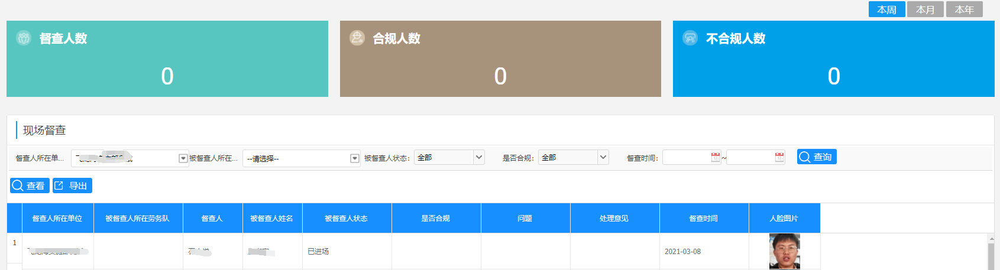 本周 本月 本年
督查人数 合规人数 不合规人数
0 0 0
现场督查
督查人所在单... 被督查人所在... --请选择-- 被督查人状态: 全部 是否合规: 全部 督查时间: ~ 查询
查看 导出
督查人所在单位 被督查人所在劳务队 督查人 被督查人姓名 被督查人状态 是否合规 问题 处理意见 督查时间 人脸图片
1 已进场 2021-03-08